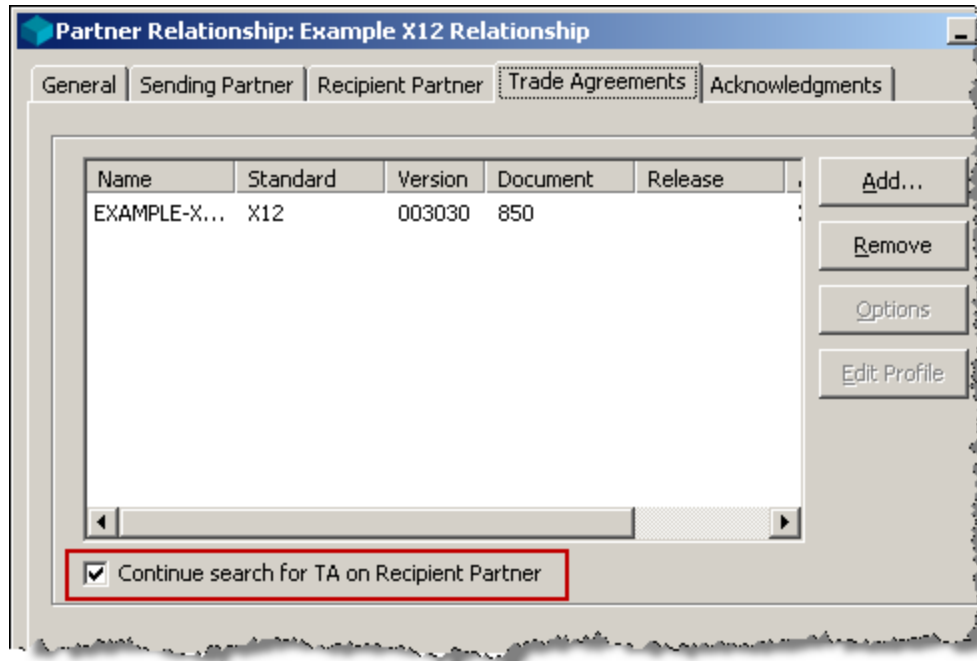 Partner Relationship: Example X12 Relationship
General Sending Partner Recipient Partner Trade Agreements Acknowledgments
Name Standard Version Document Release
Add...
EXAMPLE-X... X12 003030 850
Remove
Options
Edit Profile
Continue search for TA on Recipient Partner